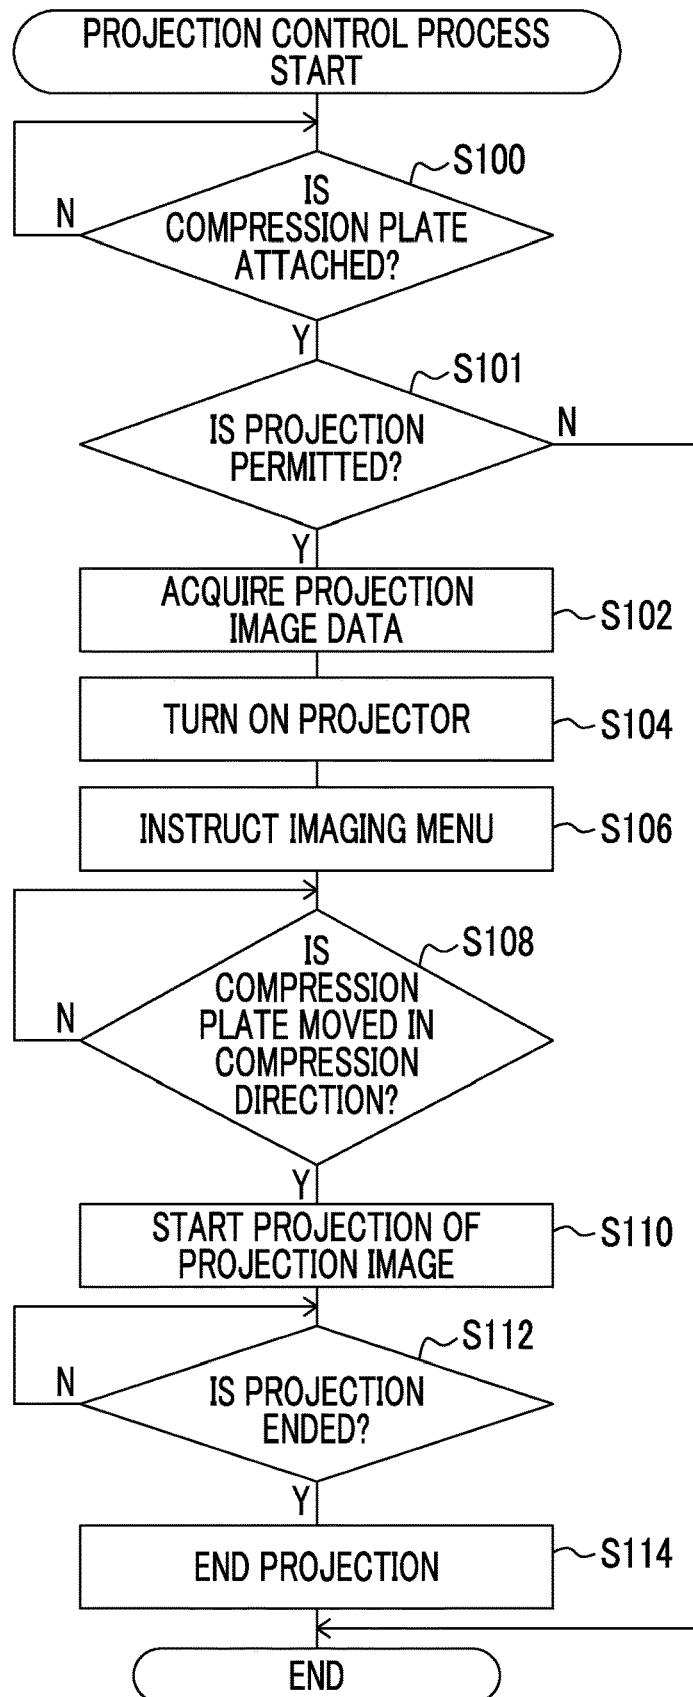 PROJECTION CONTROL PROCESS
START
S100
IS
COMPRESSION PLATE
ATTACHED?
N
Y
S101
IS PROJECTION
PERMITTED?
N
Y
ACQUIRE PROJECTION
IMAGE DATA
S102
TURN ON PROJECTOR
S104
INSTRUCT IMAGING MENU
S106
S108
IS
COMPRESSION
PLATE MOVED IN
COMPRESSION
DIRECTION?
N
Y
START PROJECTION OF
PROJECTION IMAGE
S110
S112
IS PROJECTION
ENDED?
N
Y
END PROJECTION
S114
END